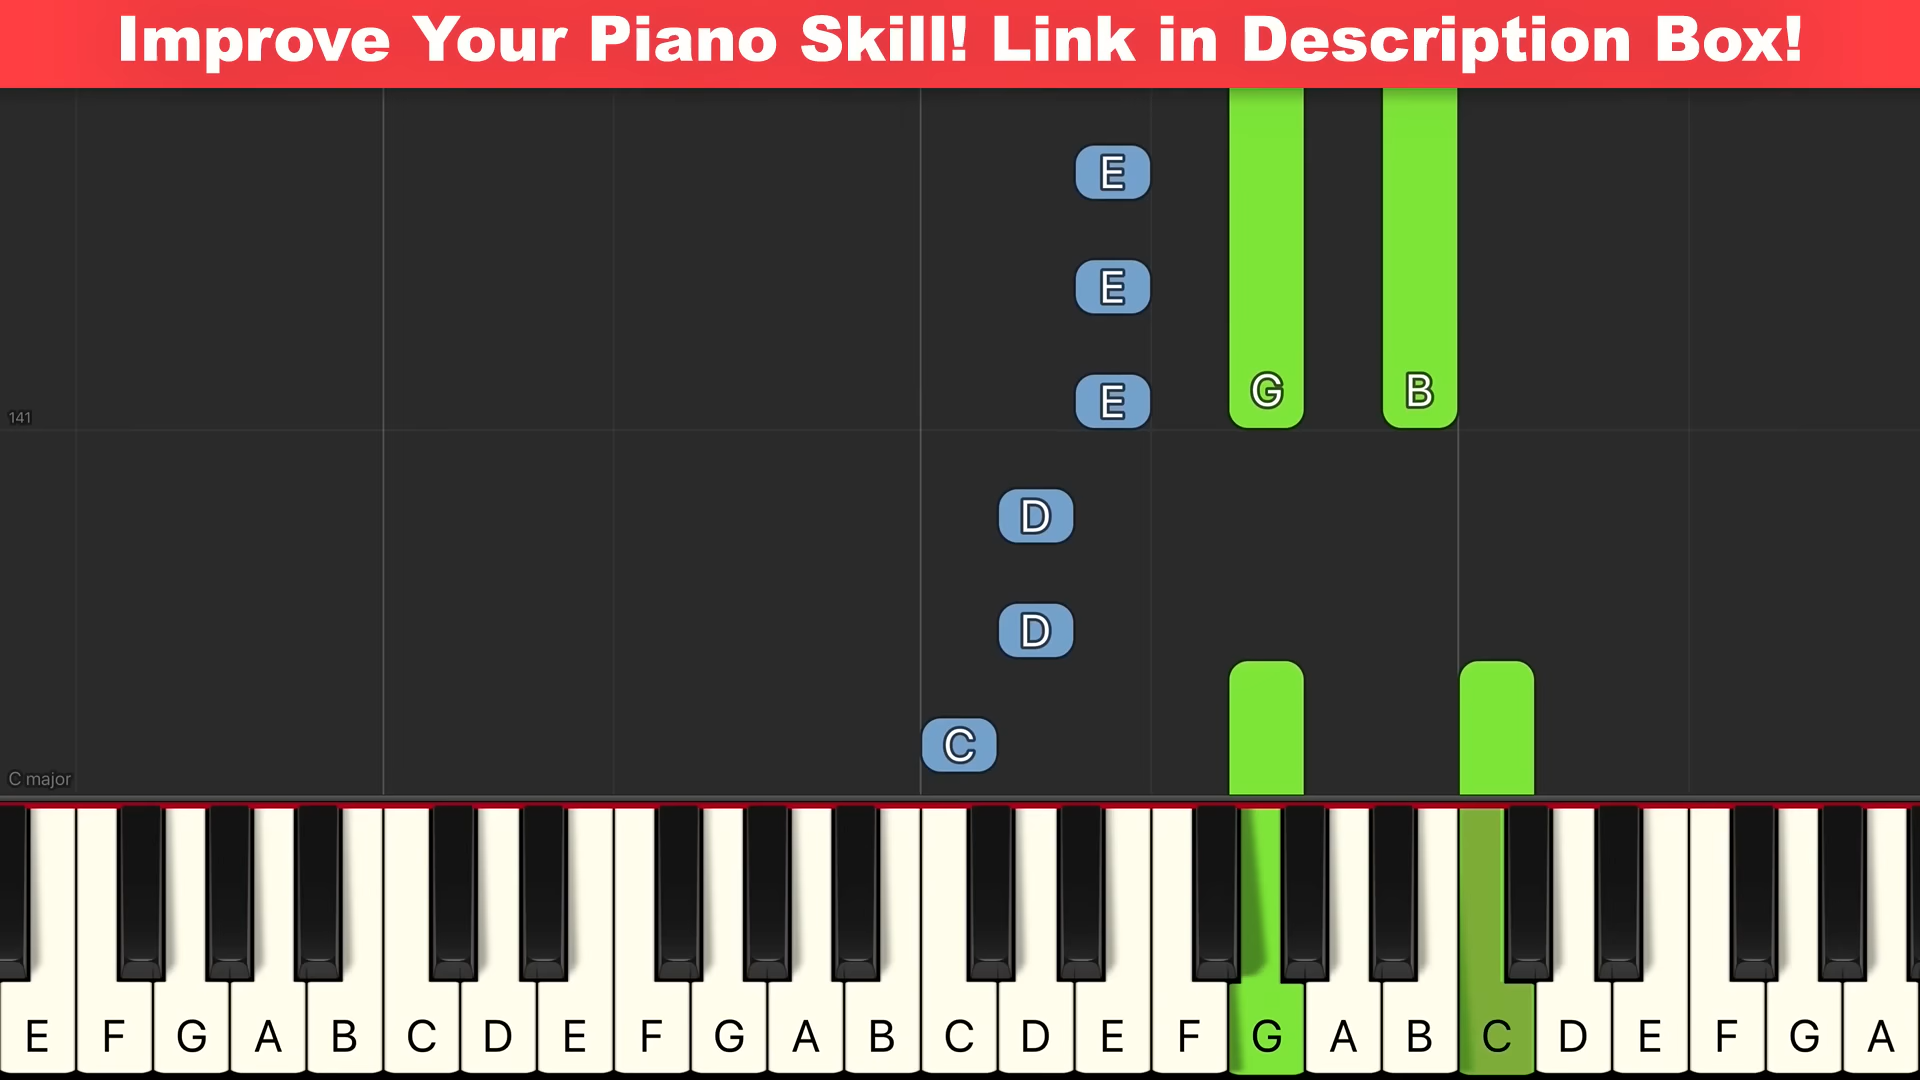 Improve Your Piano Skill! Link in Description Box!
E
E
E G B
141
D
D
C
C major
E F G A B C D E F G A B C D E F G A B C D E F G A